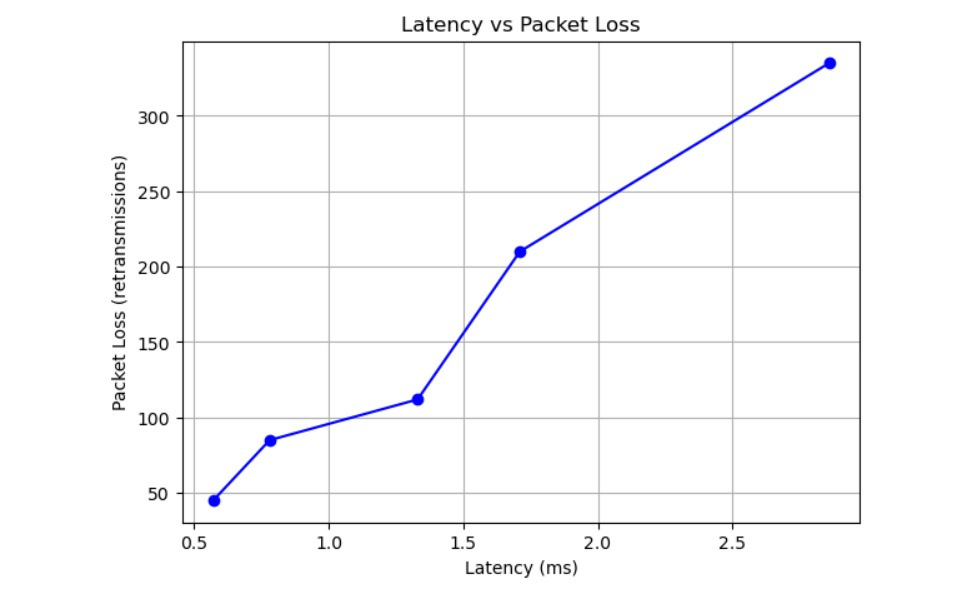 Latency vs Packet Loss
Packet Loss (retransmissions)
300
250
200
150
100
50
0.5 1.0 1.5 2.0 2.5
Latency (ms)